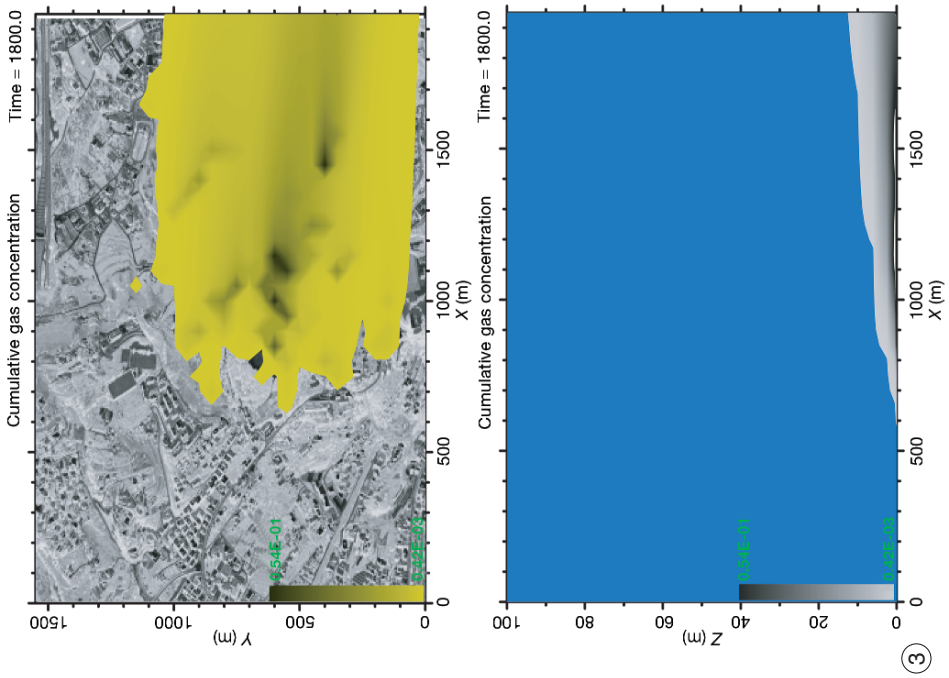 Cumulative gas concentration Time = 1800.0
1500
1000
Y (m)
500
0
0.54E-01
0.42E-03
0 500 1000 1500
X (m)
Cumulative gas concentration Time = 1800.0
100
80
60
Z (m)
40
20
0
0.54E-01
0.42E-03
0 500 1000 1500
X (m)
3